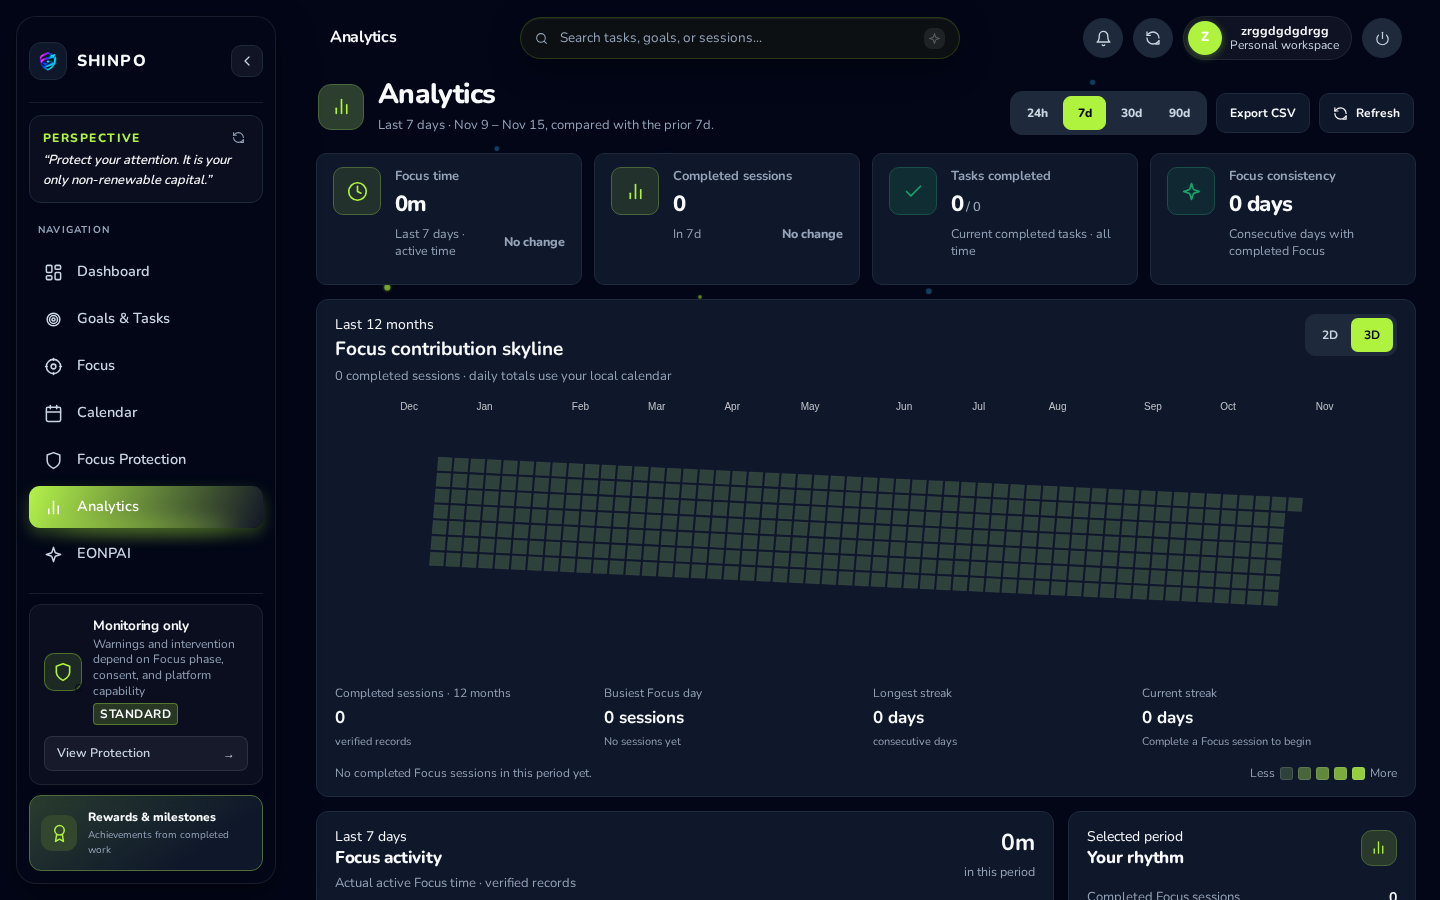 SHINPO
PERSPECTIVE
“Protect your attention. It is your
only non-renewable capital.”
NAVIGATION
Dashboard
Goals & Tasks
Focus
Calendar
Focus Protection
Analytics
EONPAI
Monitoring only
Warnings and intervention
depend on Focus phase,
consent, and platform
capability
STANDARD
View Protection →
Rewards & milestones
Achievements from completed
work
Analytics
Search tasks, goals, or sessions...
Z
zrggdgdgdrgg
Personal workspace
Analytics
Last 7 days · Nov 9 – Nov 15, compared with the prior 7d.
24h 7d 30d 90d
Export CSV
Refresh
Focus time
0m
Last 7 days ·
active time
No change
Completed sessions
0
In 7d
No change
Tasks completed
0 / 0
Current completed tasks · all
time
Focus consistency
0 days
Consecutive days with
completed Focus
Last 12 months
Focus contribution skyline
0 completed sessions · daily totals use your local calendar
2D 3D
Dec Jan Feb Mar Apr May Jun Jul Aug Sep Oct Nov
Completed sessions · 12 months
0
verified records
Busiest Focus day
0 sessions
No sessions yet
Longest streak
0 days
consecutive days
Current streak
0 days
Complete a Focus session to begin
No completed Focus sessions in this period yet.
Less More
Last 7 days
Focus activity
Actual active Focus time · verified records
0m
in this period
Selected period
Your rhythm
Completed Focus sessions 0